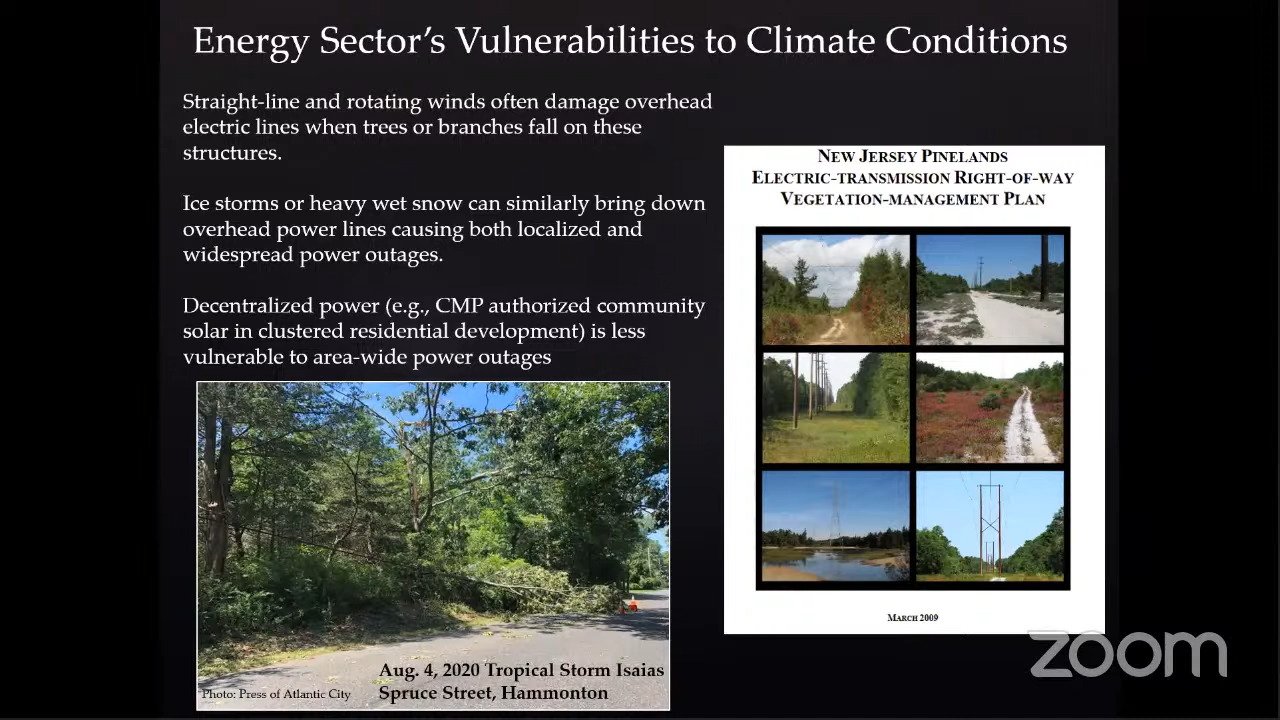 Energy Sector's Vulnerabilities to Climate Conditions
Straight-line and rotating winds often damage overhead
electric lines when trees or branches fall on these
structures.
Ice storms or heavy wet snow can similarly bring down
overhead power lines causing both localized and
widespread power outages.
Decentralized power (e.g., CMP authorized community
solar in clustered residential development) is less
vulnerable to area-wide power outages
Aug. 4, 2020 Tropical Storm Isaias
Photo: Press of Atlantic City
Spruce Street, Hammonton
New Jersey Pinelands
Electric-transmission Right-of-way
Vegetation-management Plan
March 2009
zoom